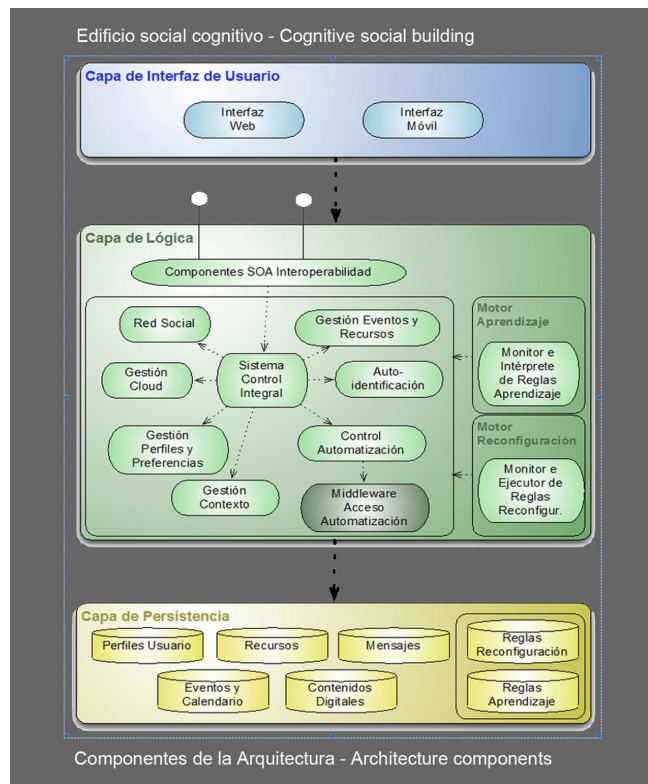 Edificio social cognitivo - Cognitive social building
Capa de Interfaz de Usuario
Interfaz
Web
Interfaz
Móvil
Capa de Lógica
Componentes SOA Interoperabilidad
Red Social
Gestión Eventos y
Recursos
Gestión
Cloud
Sistema
Control
Integral
Auto-
identificación
Gestión
Perfiles y
Preferencias
Control
Automatización
Gestión
Contexto
Middleware
Acceso
Automatización
Motor
Aprendizaje
Monitor e
Intérprete
de Reglas
Aprendizaje
Motor
Reconfiguración
Monitor e
Ejecutor de
Reglas
Reconfigur.
Capa de Persistencia
Perfiles Usuario
Recursos
Mensajes
Eventos y
Calendario
Contenidos
Digitales
Reglas
Reconfiguración
Reglas
Aprendizaje
Componentes de la Arquitectura - Architecture components